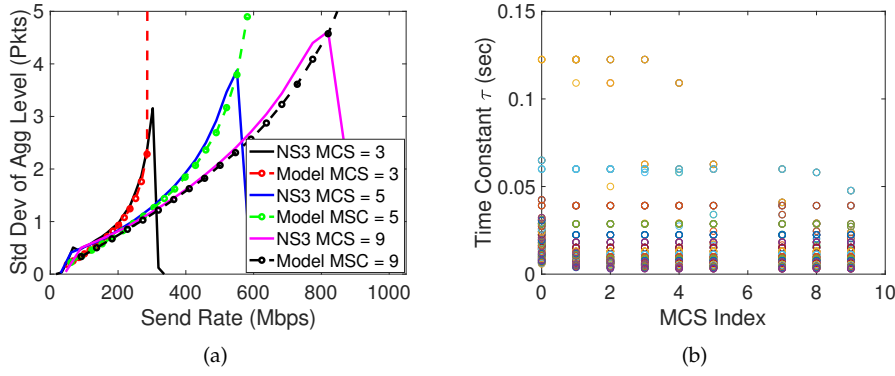 5
4
3
2
1
0
Std Dev of Agg Level (Pkts)
NS3 MCS = 3
Model MCS = 3
NS3 MCS = 5
Model MSC = 5
NS3 MCS = 9
Model MSC = 9
0 200 400 600 800 1000
Send Rate (Mbps)
(a)
0.15
0.1
0.05
0
Time Constant τ (sec)
0 2 4 6 8 10
MCS Index
(b)